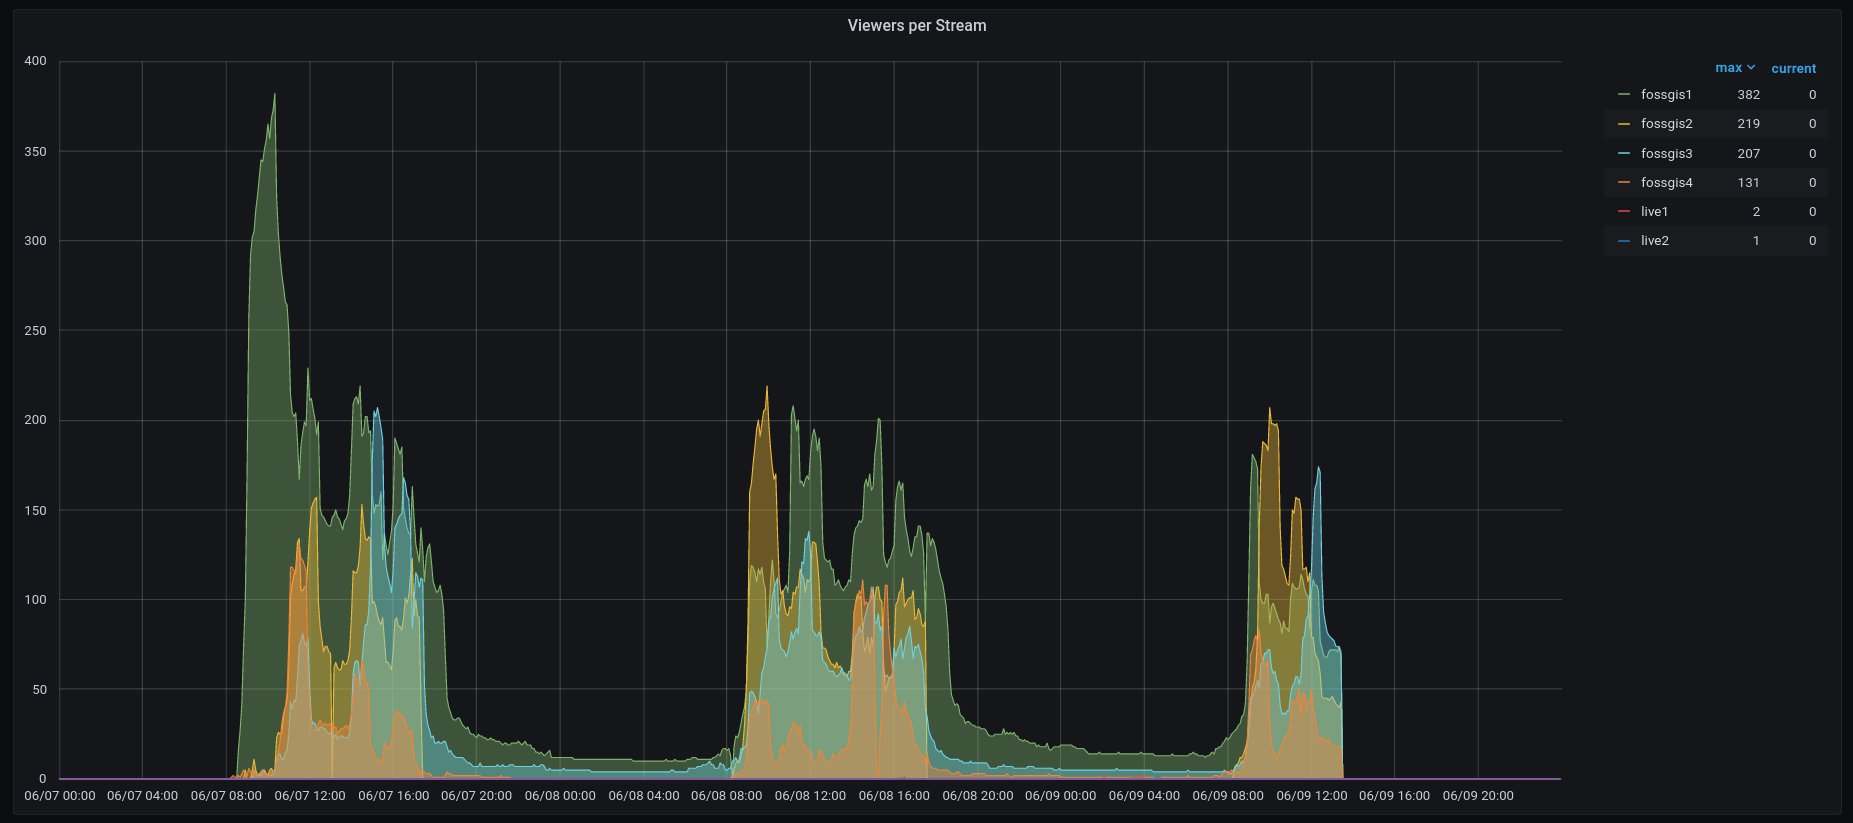 Viewers per Stream
400
350
300
250
200
150
100
50
0
06/07 00:00 06/07 04:00 06/07 08:00 06/07 12:00 06/07 16:00 06/07 20:00 06/08 00:00 06/08 04:00 06/08 08:00 06/08 12:00 06/08 16:00 06/08 20:00 06/09 00:00 06/09 04:00 06/09 08:00 06/09 12:00 06/09 16:00 06/09 20:00
max current
fossgis1 382 0
fossgis2 219 0
fossgis3 207 0
fossgis4 131 0
live1 2 0
live2 1 0